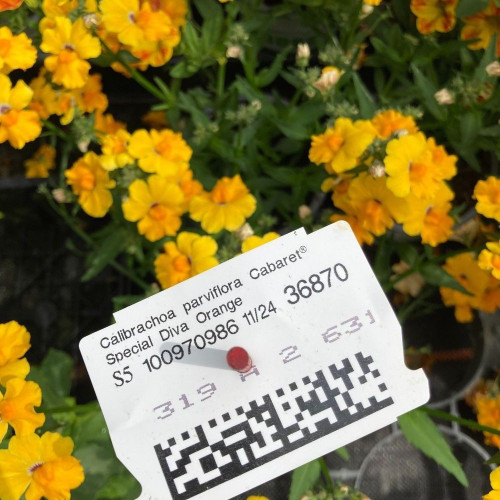 Calibrachoa parviflora Cabaret®
Special Diva Orange
S5 100970986 11/24 36870
319 M 2 631